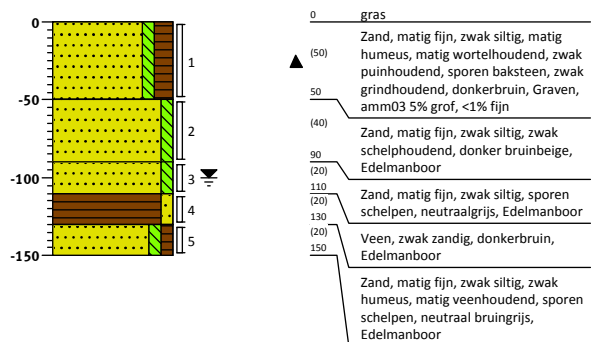 0
-50
-100
-150
1
2
3
4
5
0 gras
(50)
Zand, matig fijn, zwak siltig, matig
humeus, matig wortelhoudend, zwak
puinhoudend, sporen baksteen, zwak
grindhoudend, donkerbruin, Graven,
amm03 5% grof, <1% fijn
50
(40)
Zand, matig fijn, zwak siltig, zwak
schelphoudend, donker bruinbeige,
Edelmanboor
90
(20)
Zand, matig fijn, zwak siltig, sporen
schelpen, neutraalgrijs, Edelmanboor
110
(20)
Veen, zwak zandig, donkerbruin,
Edelmanboor
130
(20)
Zand, matig fijn, zwak siltig, zwak
humeus, matig veenhoudend, sporen
schelpen, neutraal bruingrijs,
Edelmanboor
150